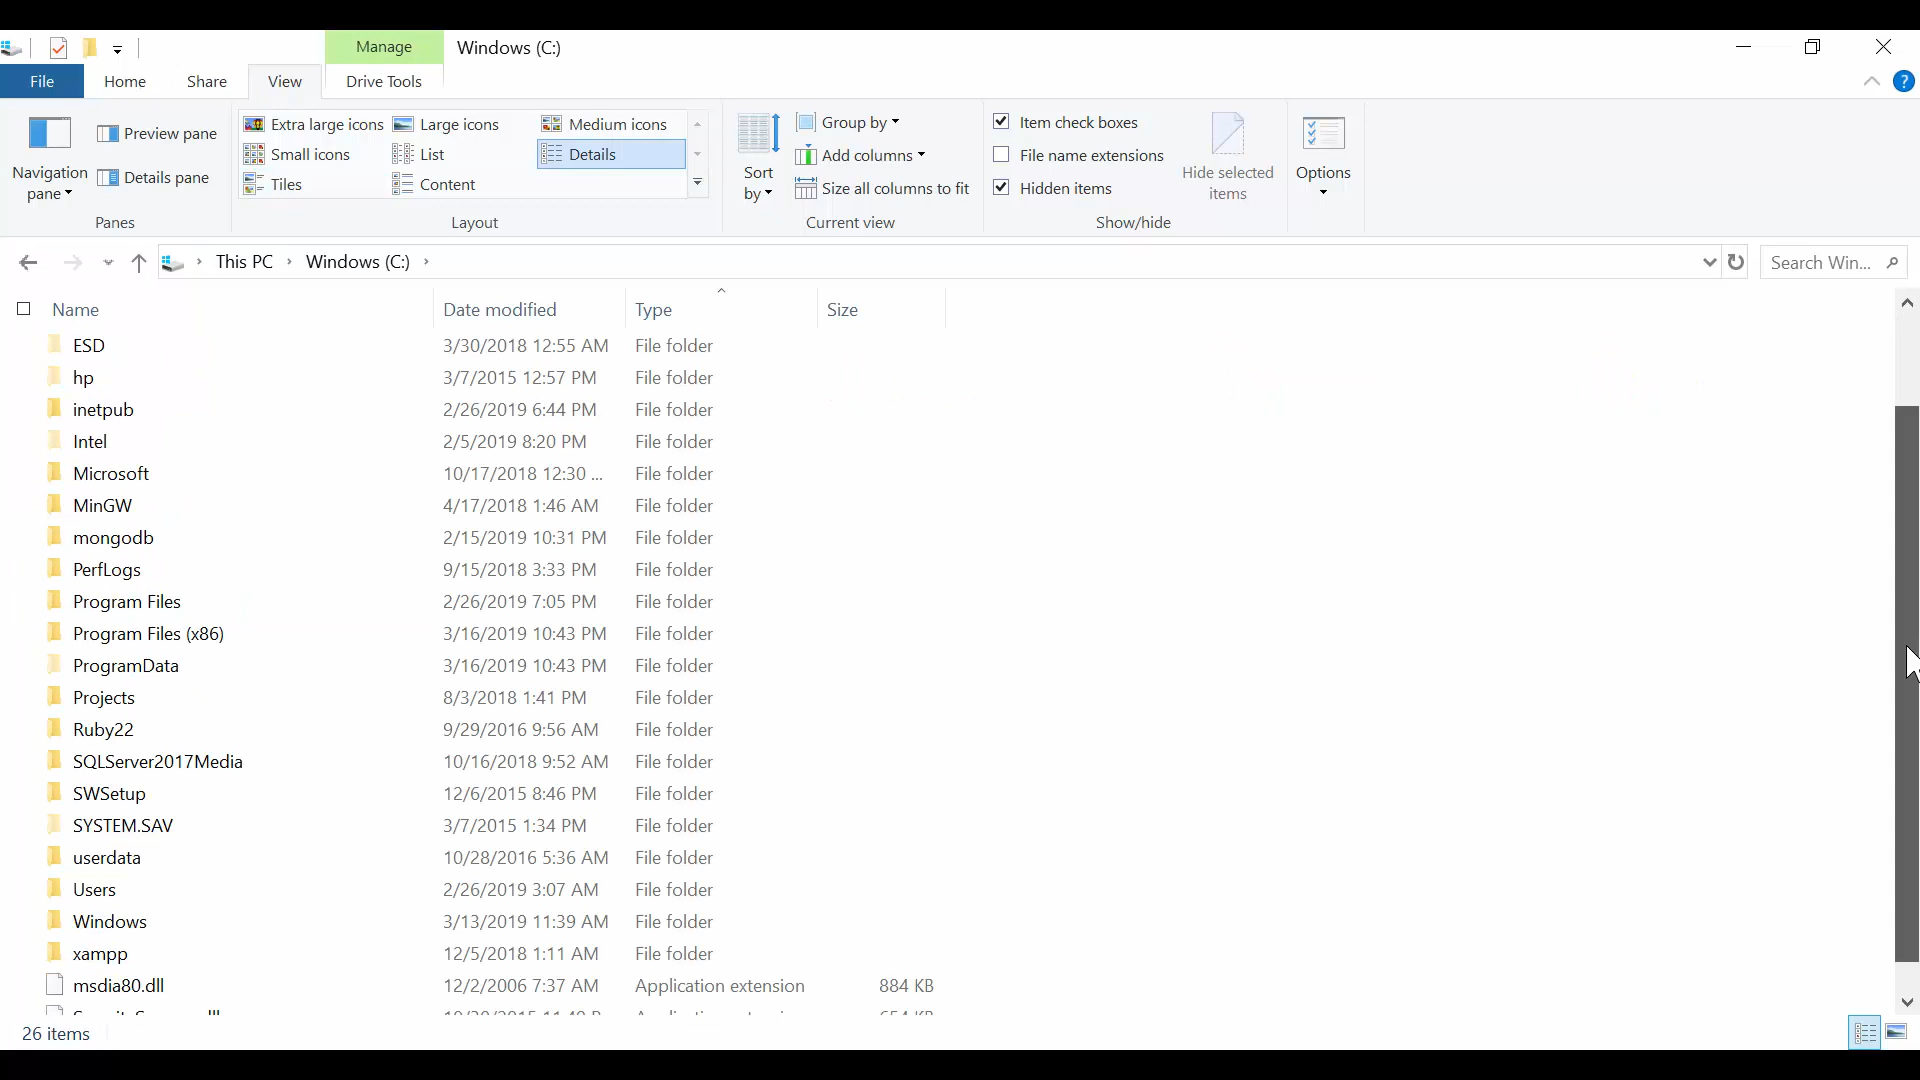 Manage
Windows (C:)
File
Home
Share
View
Drive Tools
?
Navigation pane
Preview pane
Details pane
Panes
Extra large icons
Large icons
Medium icons
Small icons
List
Details
Tiles
Content
Layout
Sort by
Group by
Add columns
Size all columns to fit
Current view
Item check boxes
File name extensions
Hidden items
Hide selected items
Show/hide
Options
This PC > Windows (C:) >
Search Win...
Name Date modified Type Size
ESD 3/30/2018 12:55 AM File folder
hp 3/7/2015 12:57 PM File folder
inetpub 2/26/2019 6:44 PM File folder
Intel 2/5/2019 8:20 PM File folder
Microsoft 10/17/2018 12:30 ... File folder
MinGW 4/17/2018 1:46 AM File folder
mongodb 2/15/2019 10:31 PM File folder
PerfLogs 9/15/2018 3:33 PM File folder
Program Files 2/26/2019 7:05 PM File folder
Program Files (x86) 3/16/2019 10:43 PM File folder
ProgramData 3/16/2019 10:43 PM File folder
Projects 8/3/2018 1:41 PM File folder
Ruby22 9/29/2016 9:56 AM File folder
SQLServer2017Media 10/16/2018 9:52 AM File folder
SWSetup 12/6/2015 8:46 PM File folder
SYSTEM.SAV 3/7/2015 1:34 PM File folder
userdata 10/28/2016 5:36 AM File folder
Users 2/26/2019 3:07 AM File folder
Windows 3/13/2019 11:39 AM File folder
xampp 12/5/2018 1:11 AM File folder
msdia80.dll 12/2/2006 7:37 AM Application extension 884 KB
26 items